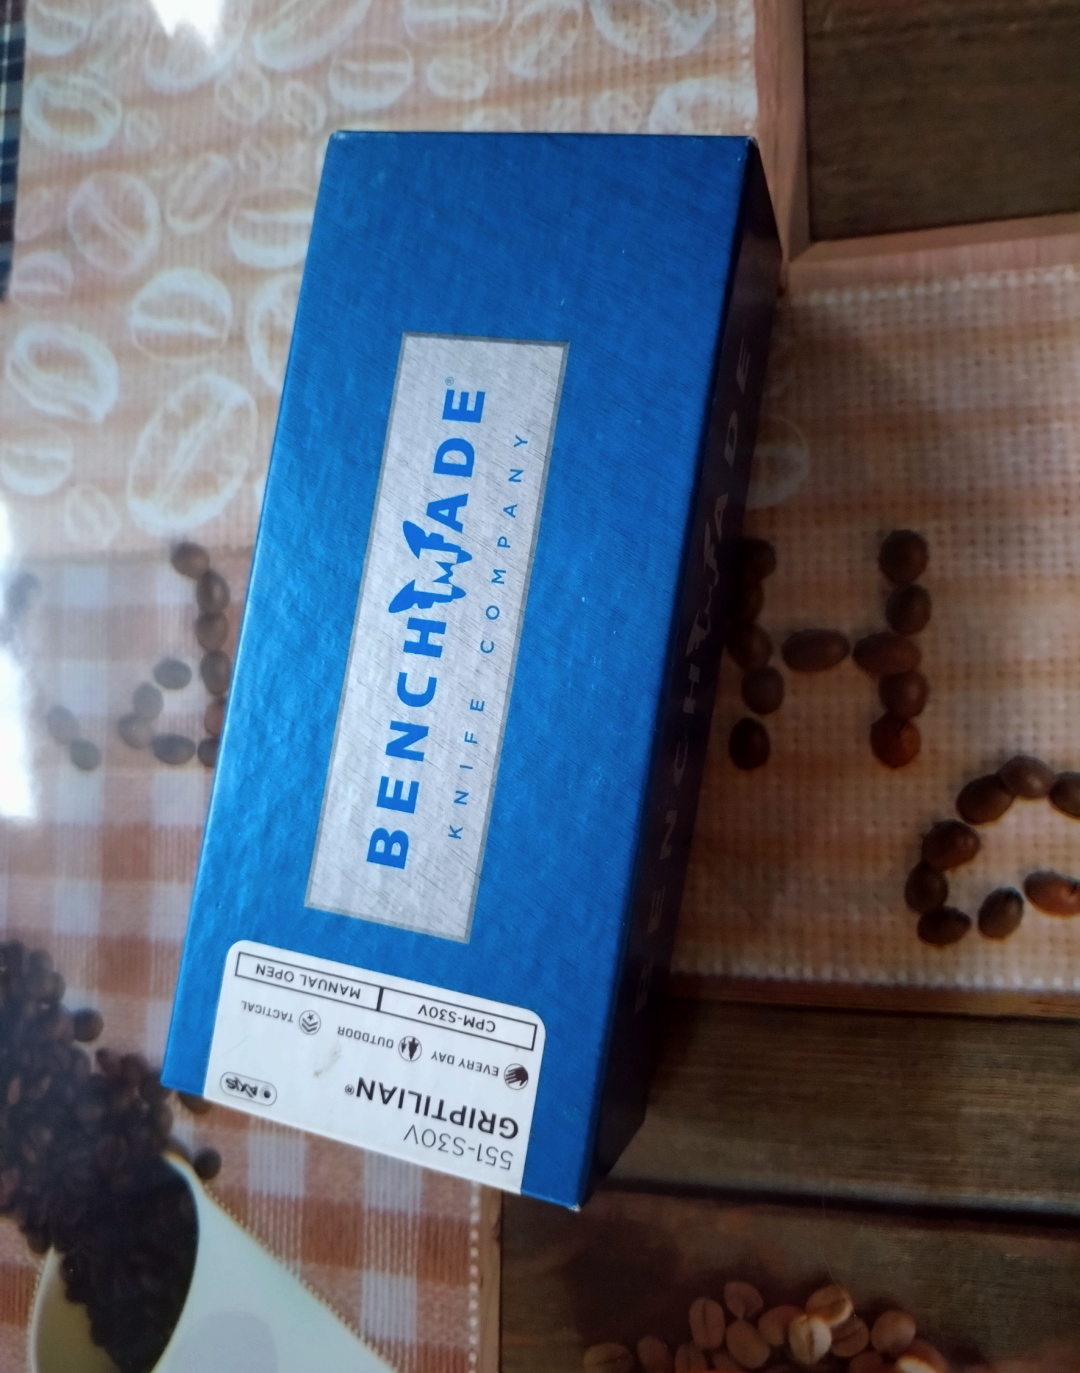 BENCHMADE®
KNIFE COMPANY
551-S30V
GRIPTILIAN®
AXIS
EVERY DAY OUTDOOR TACTICAL
CPM-S30V MANUAL OPEN
BENCHMADE